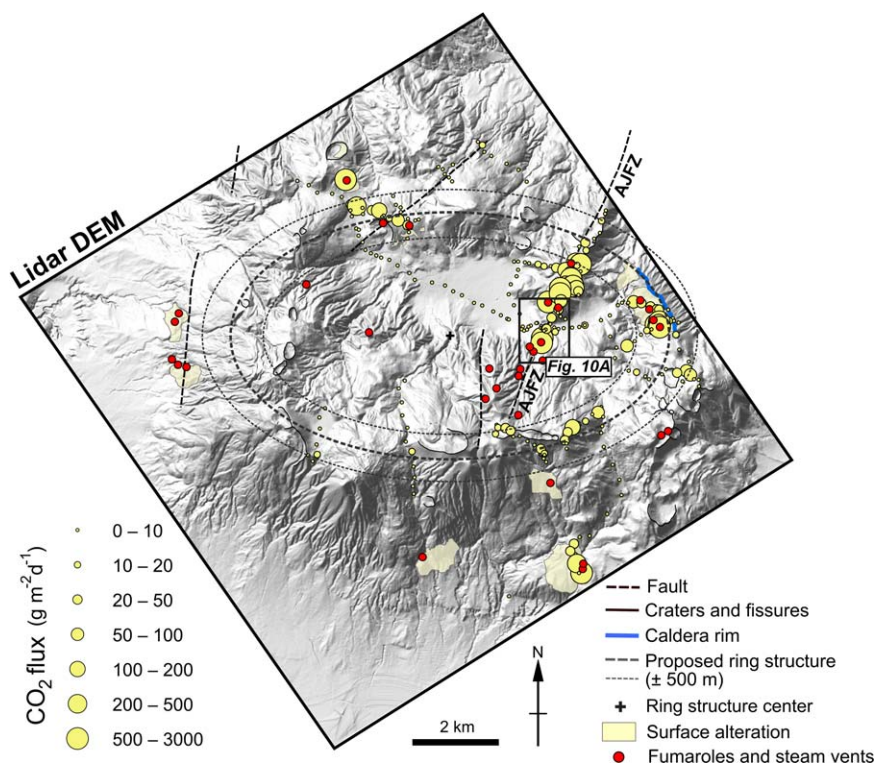 Lidar DEM
AJFZ
Fig. 10A
AJFZ
CO2 flux (g m-2 d-1)
0 – 10
10 – 20
20 – 50
50 – 100
100 – 200
200 – 500
500 – 3000
2 km
N
Fault
Craters and fissures
Caldera rim
Proposed ring structure
(± 500 m)
Ring structure center
Surface alteration
Fumaroles and steam vents